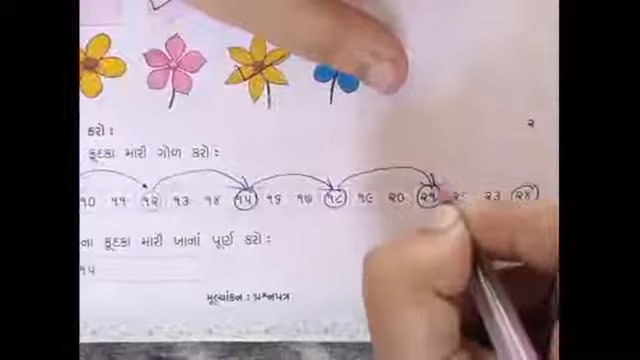 કરો :
૨
કૂદકા મારી ગોળ કરો :
૧૦ ૧૧ ૧૨ ૧૩ ૧૪ ૧૫ ૧૬ ૧૭ ૧૮ ૧૯ ૨૦ ૨૧ ૨૩ ૨૪
ના કૂદકા મારી ખાનાં પૂર્ણ કરો :
૧૫
મૂલ્યાંકન : પ્રશ્નપત્ર